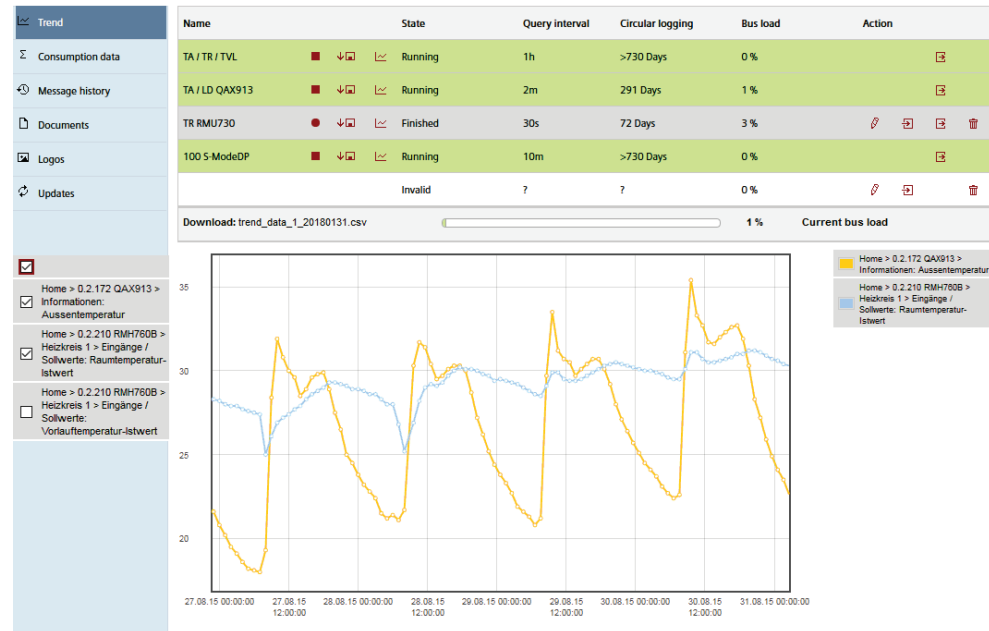 Trend
Consumption data
Message history
Documents
Logos
Updates
Name State Query interval Circular logging Bus load Action
TA / TR / TVL Running 1h >730 Days 0 %
TA / LD QAX913 Running 2m 291 Days 1 %
TR RMU730 Finished 30s 72 Days 3 %
100 S-ModeDP Running 10m >730 Days 0 %
Invalid ? ? 0 %
Download: trend_data_1_20180131.csv 1 % Current bus load
Home > 0.2.172 QAX913 >
Informationen:
Aussentemperatur
Home > 0.2.210 RMH760B >
Heizkreis 1 > Eingänge /
Sollwerte: Raumtemperatur-
Istwert
Home > 0.2.210 RMH760B >
Heizkreis 1 > Eingänge /
Sollwerte:
Vorlauftemperatur-Istwert
35
30
25
20
27.08.15 00:00:00 27.08.15 12:00:00 28.08.15 00:00:00 28.08.15 12:00:00 29.08.15 00:00:00 29.08.15 12:00:00 30.08.15 00:00:00 30.08.15 12:00:00 31.08.15 00:00:00
Home > 0.2.172 QAX913 >
Informationen: Aussentemperatur
Home > 0.2.210 RMH760B >
Heizkreis 1 > Eingänge /
Sollwerte: Raumtemperatur-
Istwert